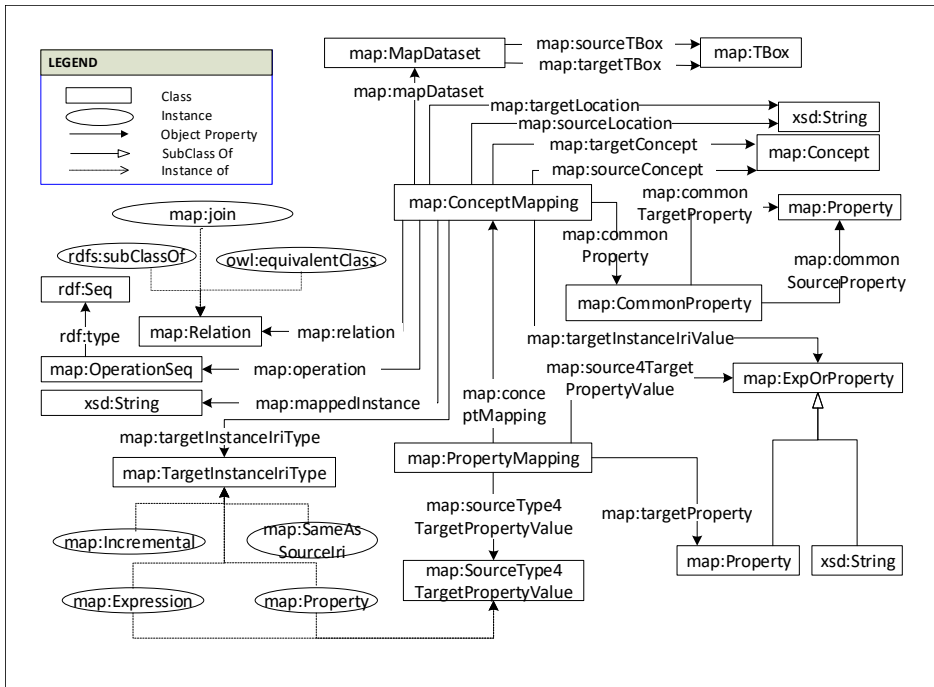 LEGEND
Class
Instance
Object Property
SubClass Of
Instance of
map:MapDataset
map:sourceTBox
map:targetTBox
map:TBox
map:mapDataset
map:targetLocation
map:sourceLocation
xsd:String
map:targetConcept
map:sourceConcept
map:Concept
map:ConceptMapping
map:join
rdfs:subClassOf
owl:equivalentClass
map:common
TargetProperty
map:Property
map:common
Property
map:common
SourceProperty
rdf:Seq
map:CommonProperty
rdf:type
map:Relation
map:relation
map:targetInstanceIriValue
map:OperationSeq
map:operation
map:source4Target
PropertyValue
map:ExpOrProperty
xsd:String
map:mappedInstance
map:conce
ptMapping
map:targetInstanceIriType
map:TargetInstanceIriType
map:PropertyMapping
map:sourceType4
TargetPropertyValue
map:targetProperty
map:Incremental
map:SameAs
SourceIri
map:Property
xsd:String
map:SourceType4
TargetPropertyValue
map:Expression
map:Property